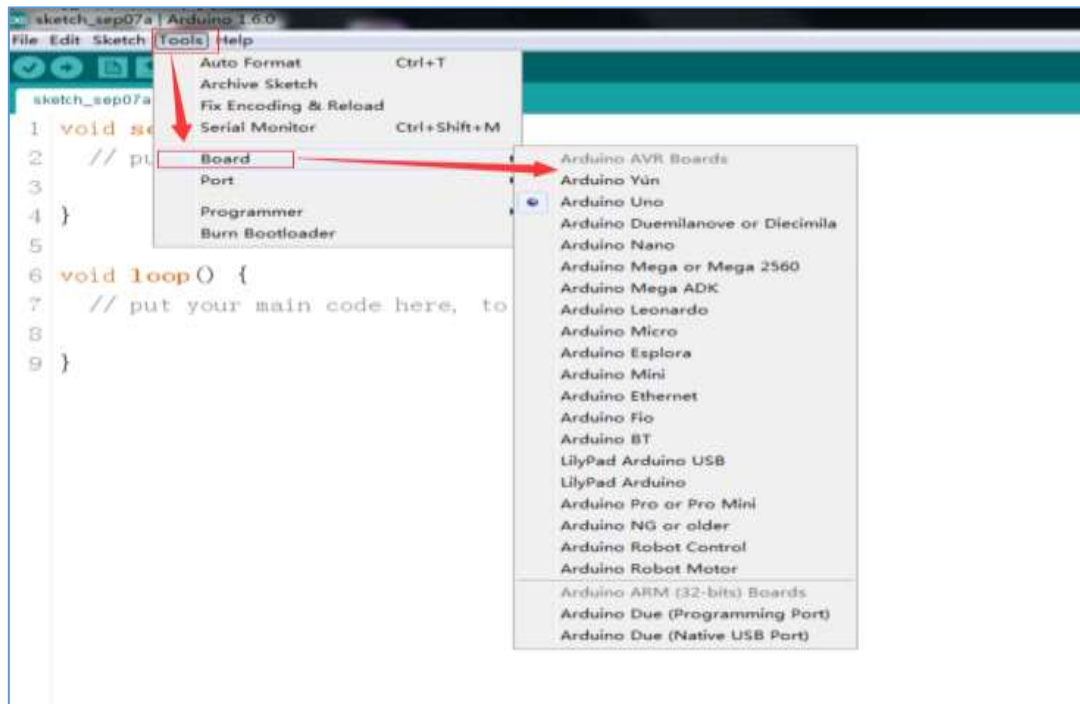 sketch_sep07a | Arduino 1.6.0
File Edit Sketch Tools Help
Auto Format Ctrl+T
Archive Sketch
Fix Encoding & Reload
Serial Monitor Ctrl+Shift+M
Board
Port
Programmer
Burn Bootloader
sketch_sep07a
1 void se
2 // pu
3
4 }
5
6 void loop() {
7 // put your main code here, to
8
9 }
Arduino AVR Boards
Arduino Yún
Arduino Uno
Arduino Duemilanove or Diecimila
Arduino Nano
Arduino Mega or Mega 2560
Arduino Mega ADK
Arduino Leonardo
Arduino Micro
Arduino Esplora
Arduino Mini
Arduino Ethernet
Arduino Fio
Arduino BT
LilyPad Arduino USB
LilyPad Arduino
Arduino Pro or Pro Mini
Arduino NG or older
Arduino Robot Control
Arduino Robot Motor
Arduino ARM (32-bits) Boards
Arduino Due (Programming Port)
Arduino Due (Native USB Port)